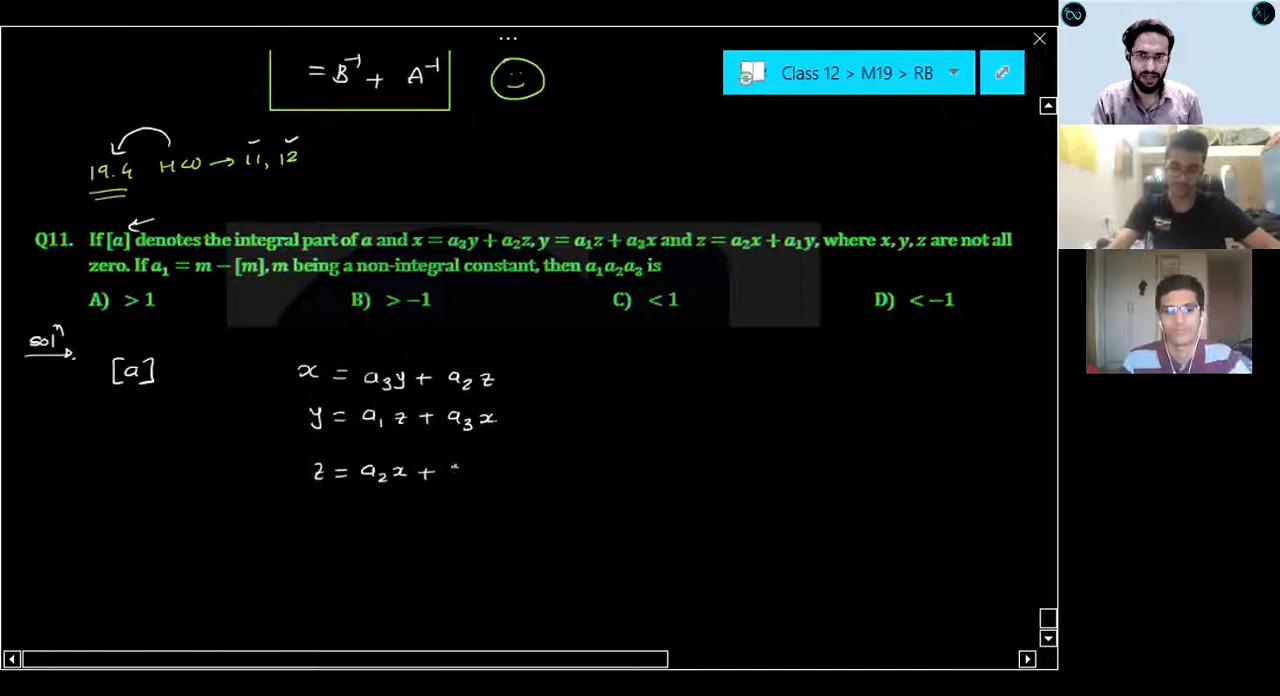 ...
= B⁻¹ + A⁻¹
Class 12 > M19 > RB
19.4 HW → 11, 12
Q11. If [a] denotes the integral part of a and x = a₃y + a₂z, y = a₁z + a₃x and z = a₂x + a₁y, where x, y, z are not all
zero. If a₁ = m − [m], m being a non-integral constant, then a₁a₂a₃ is
A) > 1 B) > −1 C) < 1 D) < −1
solⁿ
[a]
x = a₃y + a₂z
y = a₁z + a₃x
z = a₂x +